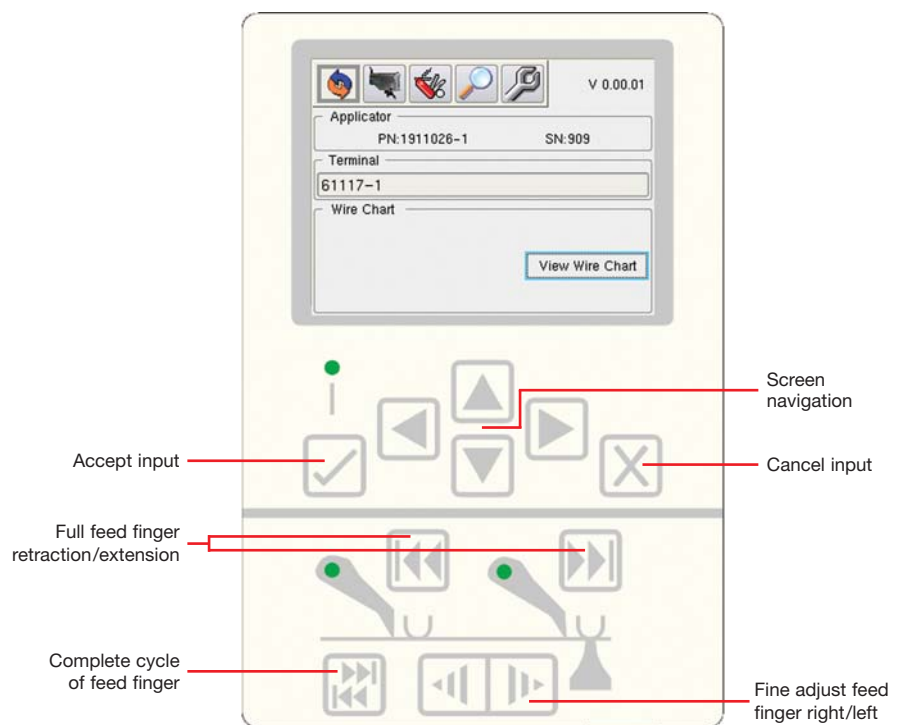 V 0.00.01
Applicator
PN:1911026-1 SN:909
Terminal
61117-1
Wire Chart
View Wire Chart
Screen
navigation
Accept input
Cancel input
Full feed finger
retraction/extension
Complete cycle
of feed finger
Fine adjust feed
finger right/left